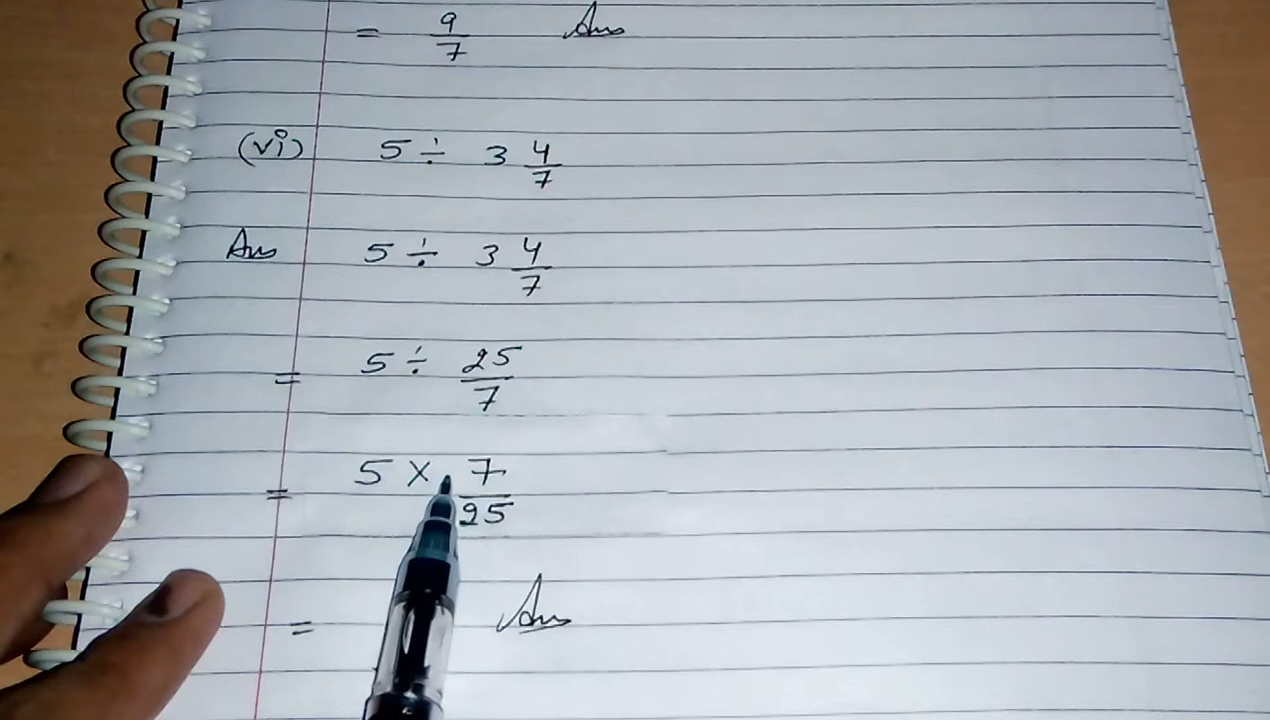 = 9/7 Ans
(vi) 5 ÷ 3 4/7
Ans 5 ÷ 3 4/7
= 5 ÷ 25/7
= 5 × 7/25
= Ans